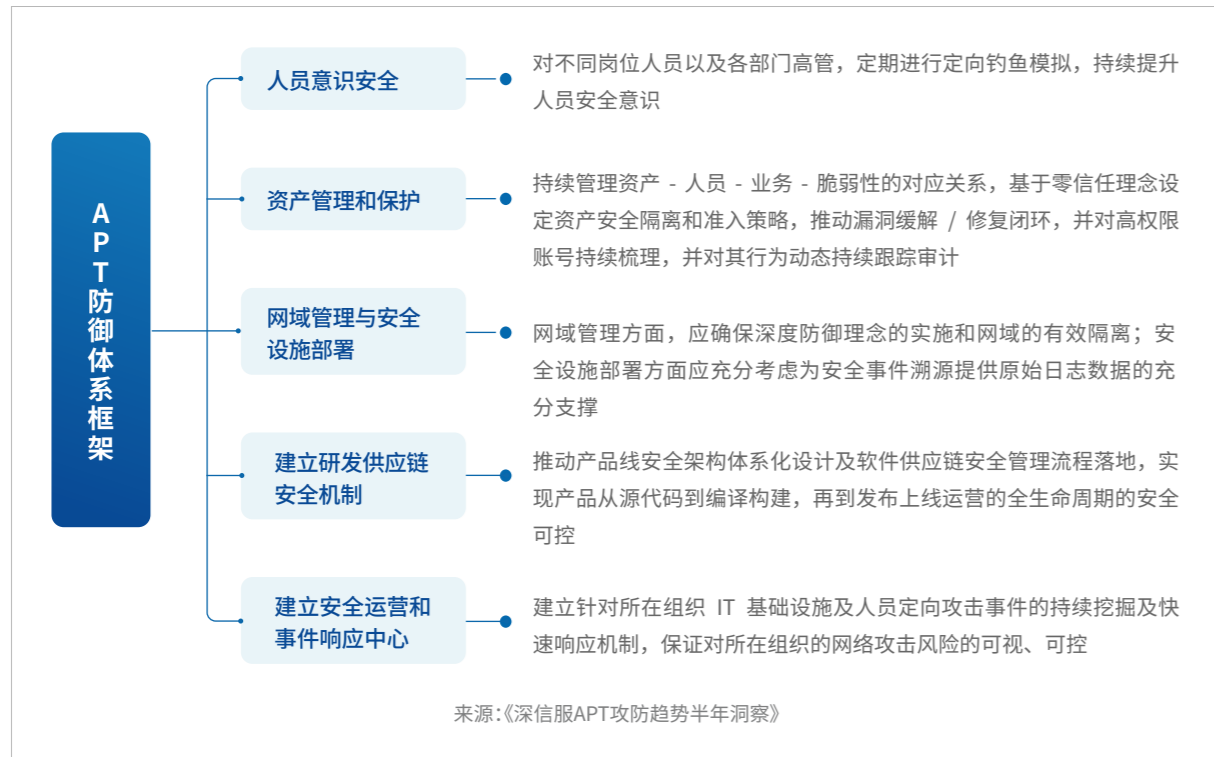 APT防御体系框架
人员意识安全
对不同岗位人员以及各部门高管，定期进行定向钓鱼模拟，持续提升
人员安全意识
资产管理和保护
持续管理资产 - 人员 - 业务 - 脆弱性的对应关系，基于零信任理念设
定资产安全隔离和准入策略，推动漏洞缓解 / 修复闭环，并对高权限
账号持续梳理，并对其行为动态持续跟踪审计
网域管理与安全
设施部署
网域管理方面，应确保深度防御理念的实施和网域的有效隔离；安
全设施部署方面应充分考虑为安全事件溯源提供原始日志数据的充
分支撑
建立研发供应链
安全机制
推动产品线安全架构体系化设计及软件供应链安全管理流程落地，实
现产品从源代码到编译构建，再到发布上线运营的全生命周期的安全
可控
建立安全运营和
事件响应中心
建立针对所在组织 IT 基础设施及人员定向攻击事件的持续挖掘及快
速响应机制，保证对所在组织的网络攻击风险的可视、可控
来源：《深信服APT攻防趋势半年洞察》